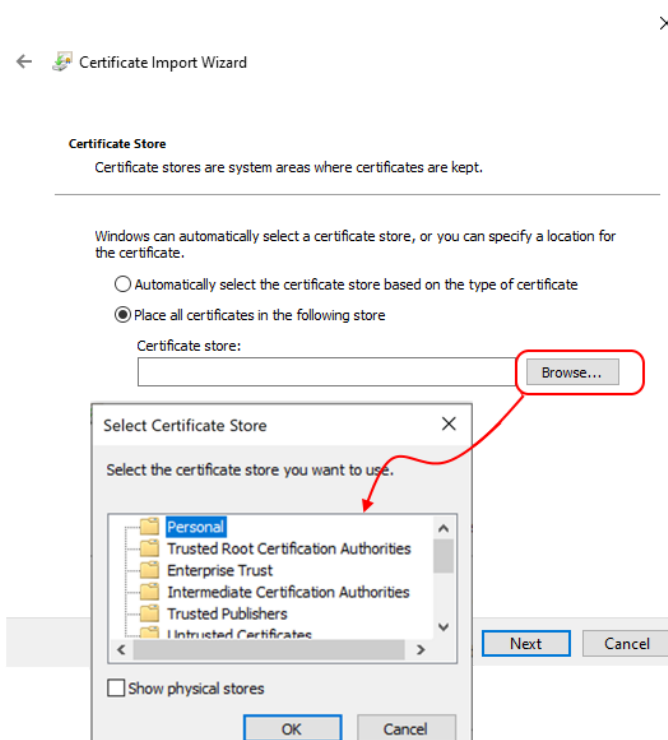 Certificate Import Wizard
Certificate Store
Certificate stores are system areas where certificates are kept.
Windows can automatically select a certificate store, or you can specify a location for
the certificate.
Automatically select the certificate store based on the type of certificate
Place all certificates in the following store
Certificate store:
Browse...
Select Certificate Store
Select the certificate store you want to use.
Personal
Trusted Root Certification Authorities
Enterprise Trust
Intermediate Certification Authorities
Trusted Publishers
Untrusted Certificates
Next
Cancel
Show physical stores
OK
Cancel